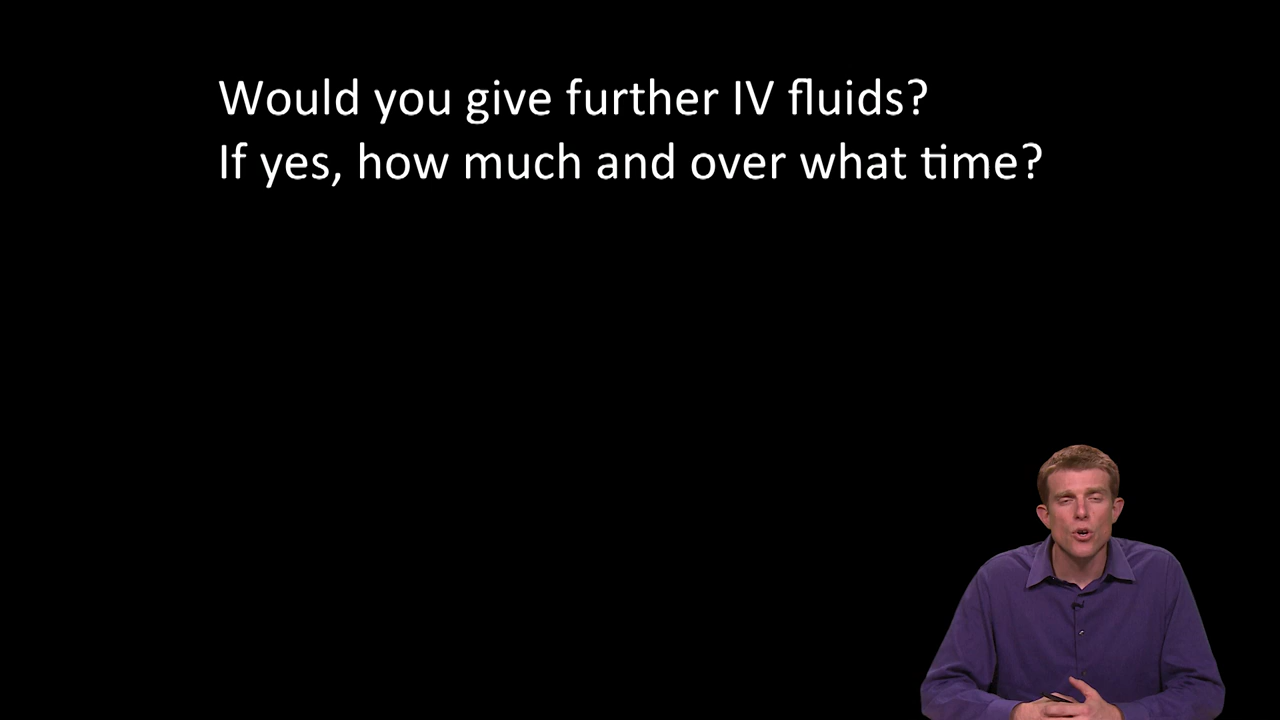 Would you give further IV fluids?
If yes, how much and over what time?